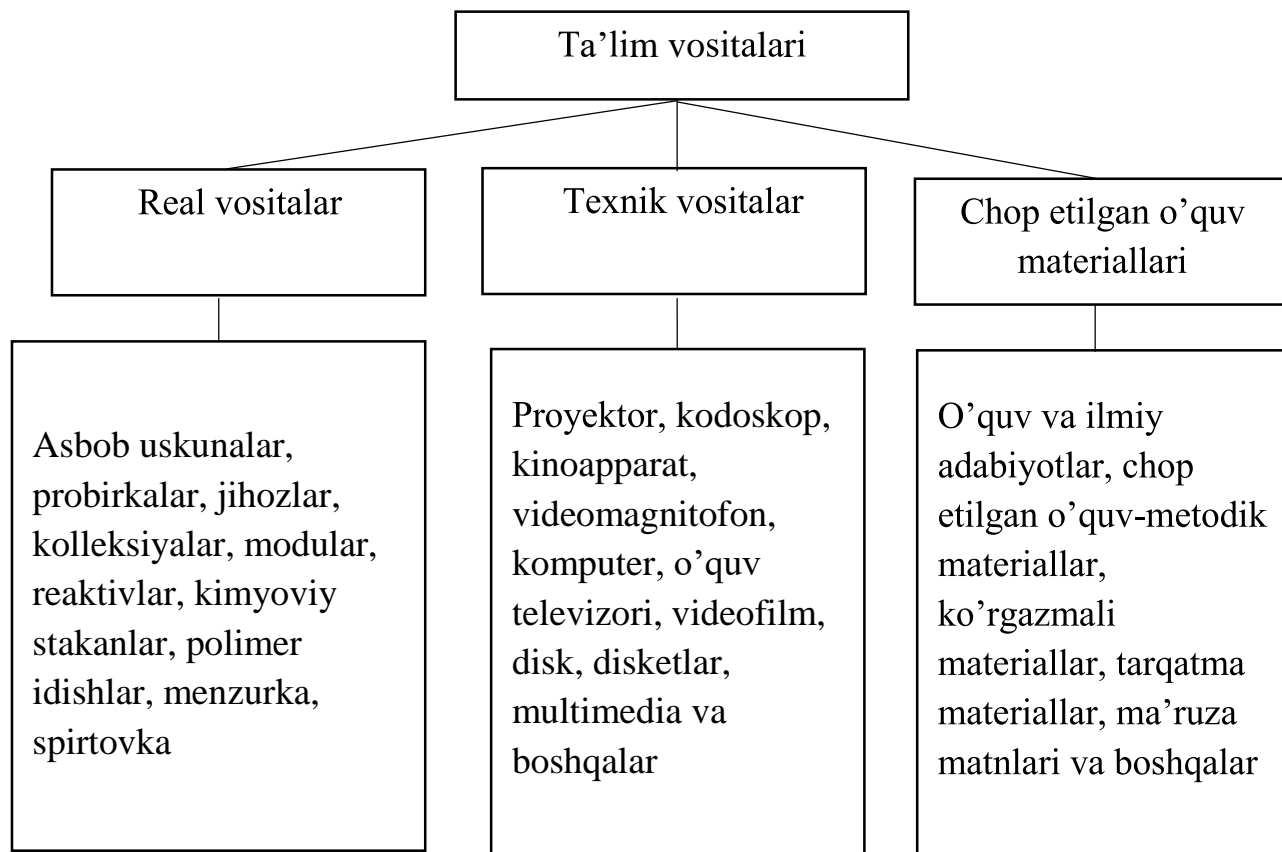 Ta’lim vositalari
Real vositalar
Texnik vositalar
Chop etilgan o’quv
materiallari
Asbob uskunalar,
probirkalar, jihozlar,
kolleksiyalar, modular,
reaktivlar, kimyoviy
stakanlar, polimer
idishlar, menzurka,
spirtovka
Proyektor, kodoskop,
kinoapparat,
videomagnitofon,
komputer, o’quv
televizori, videofilm,
disk, disketlar,
multimedia va
boshqalar
O’quv va ilmiy
adabiyotlar, chop
etilgan o’quv-metodik
materiallar,
ko’rgazmali
materiallar, tarqatma
materiallar, ma’ruza
matnlari va boshqalar